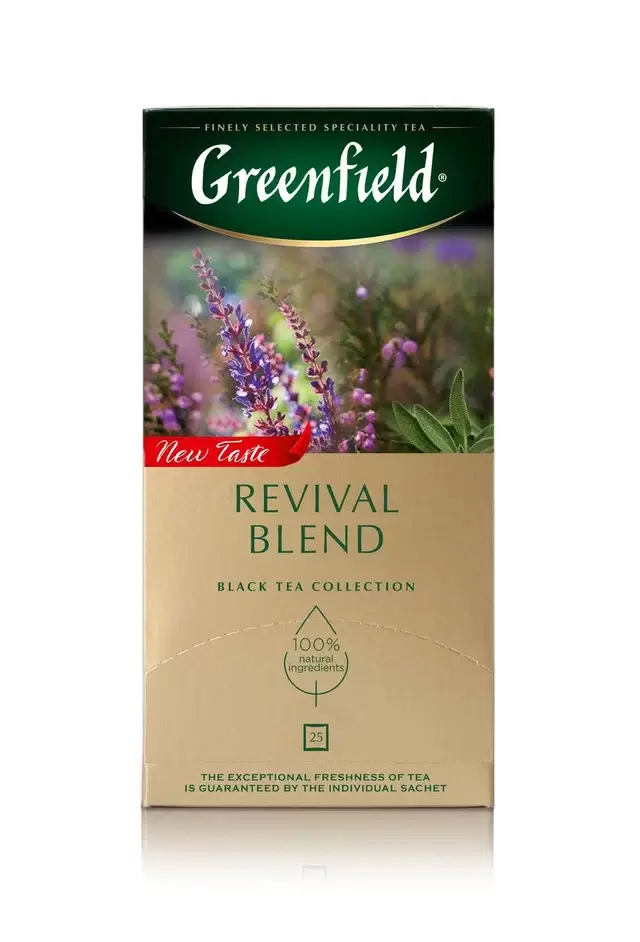 FINELY SELECTED SPECIALITY TEA
Greenfield®
New Taste
REVIVAL
BLEND
BLACK TEA COLLECTION
100%
natural
ingredients
25
THE EXCEPTIONAL FRESHNESS OF TEA
IS GUARANTEED BY THE INDIVIDUAL SACHET